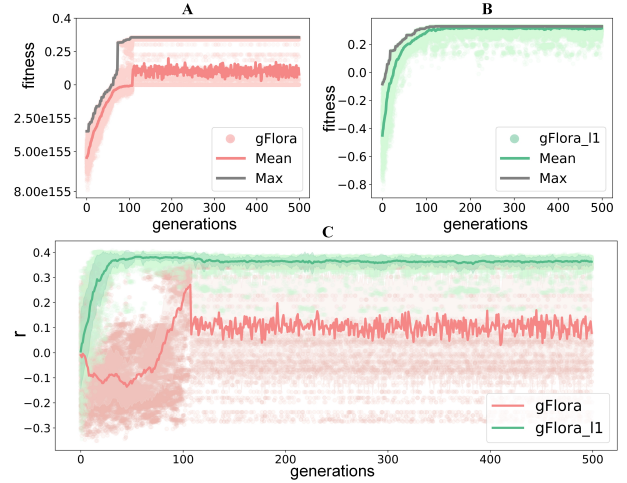 A
fitness
0.4
0.25
0
2.50e155
5.00e155
8.00e155
gFlora
Mean
Max
0 100 200 300 400 500
generations
B
fitness
0.2
0.0
−0.2
−0.4
−0.6
−0.8
gFlora_l1
Mean
Max
0 100 200 300 400 500
generations
C
r
0.4
0.3
0.2
0.1
0.0
−0.1
−0.2
−0.3
gFlora
gFlora_l1
0 100 200 300 400 500
generations